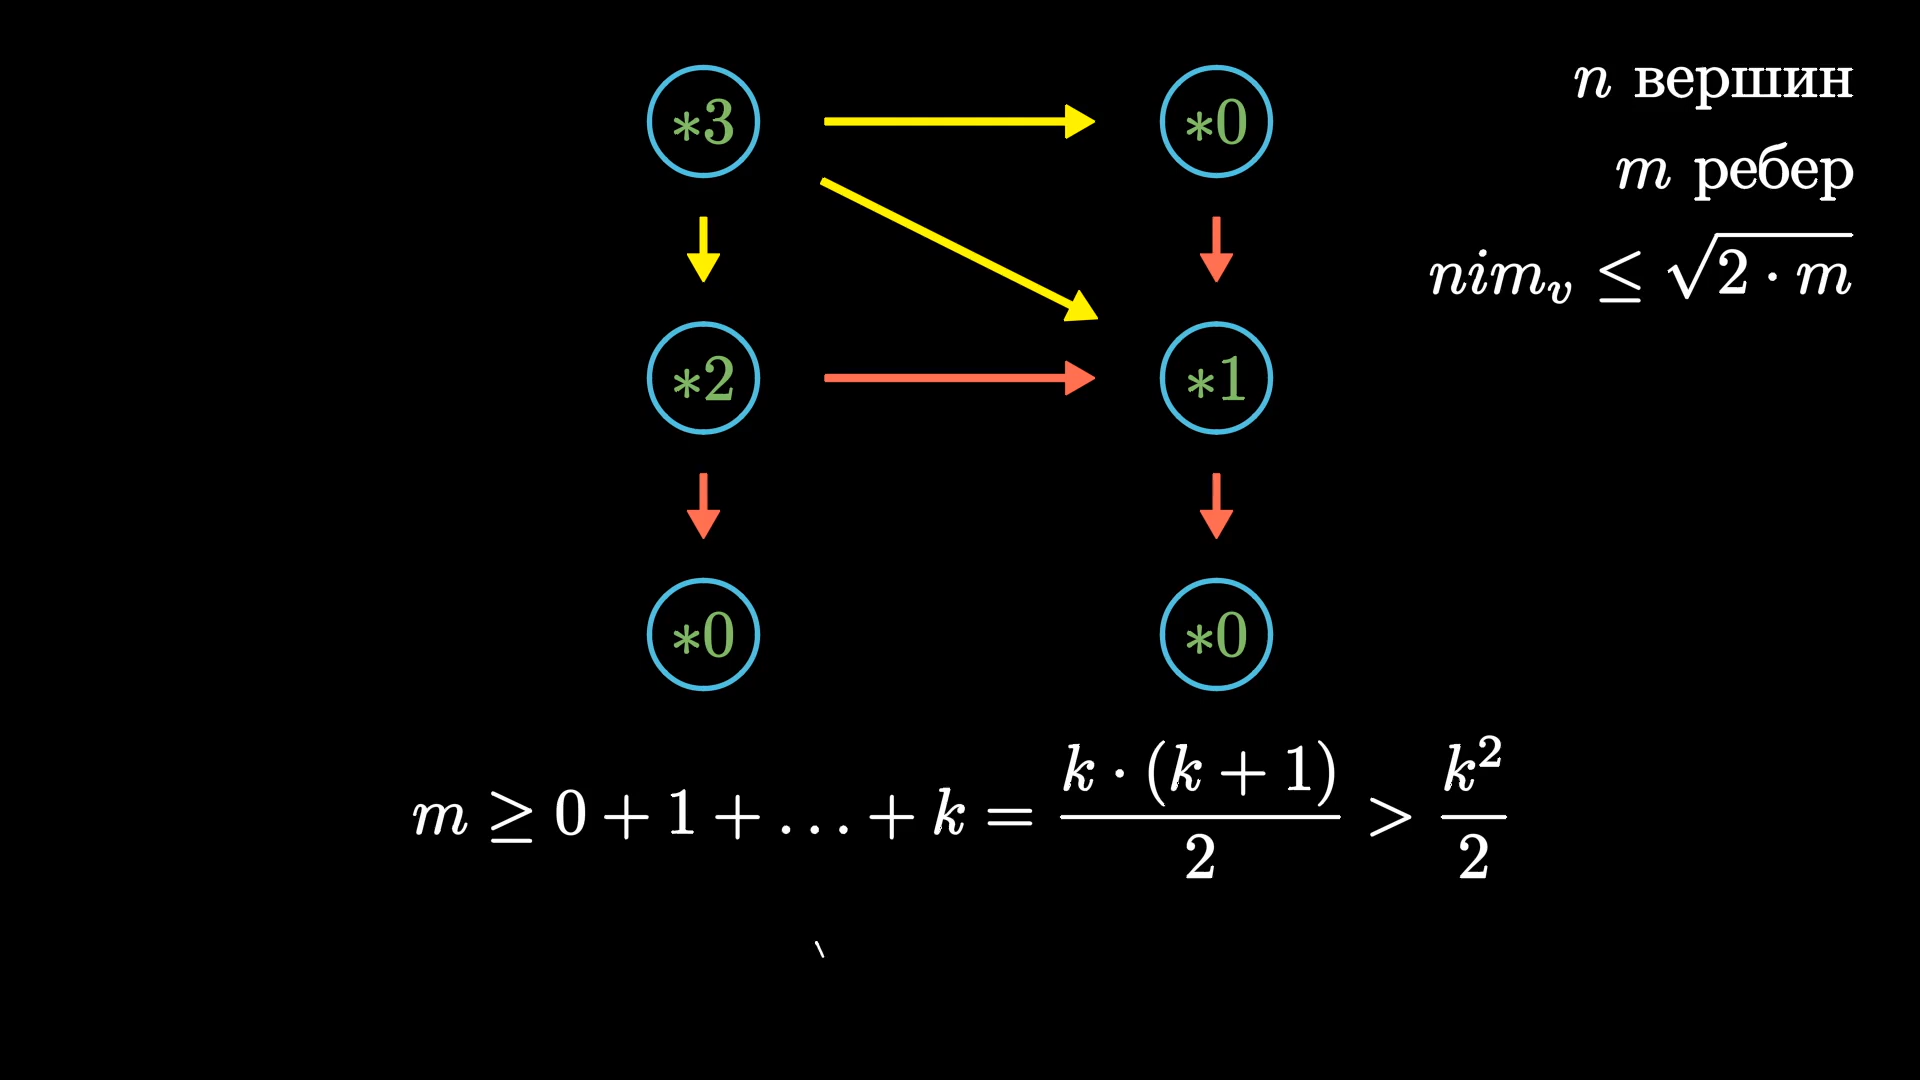 *3 *0 n вершин
m ребер
nim_v ≤ √(2 · m)
*2 *1
*0 *0
m ≥ 0 + 1 + … + k = k · (k + 1) / 2 > k² / 2